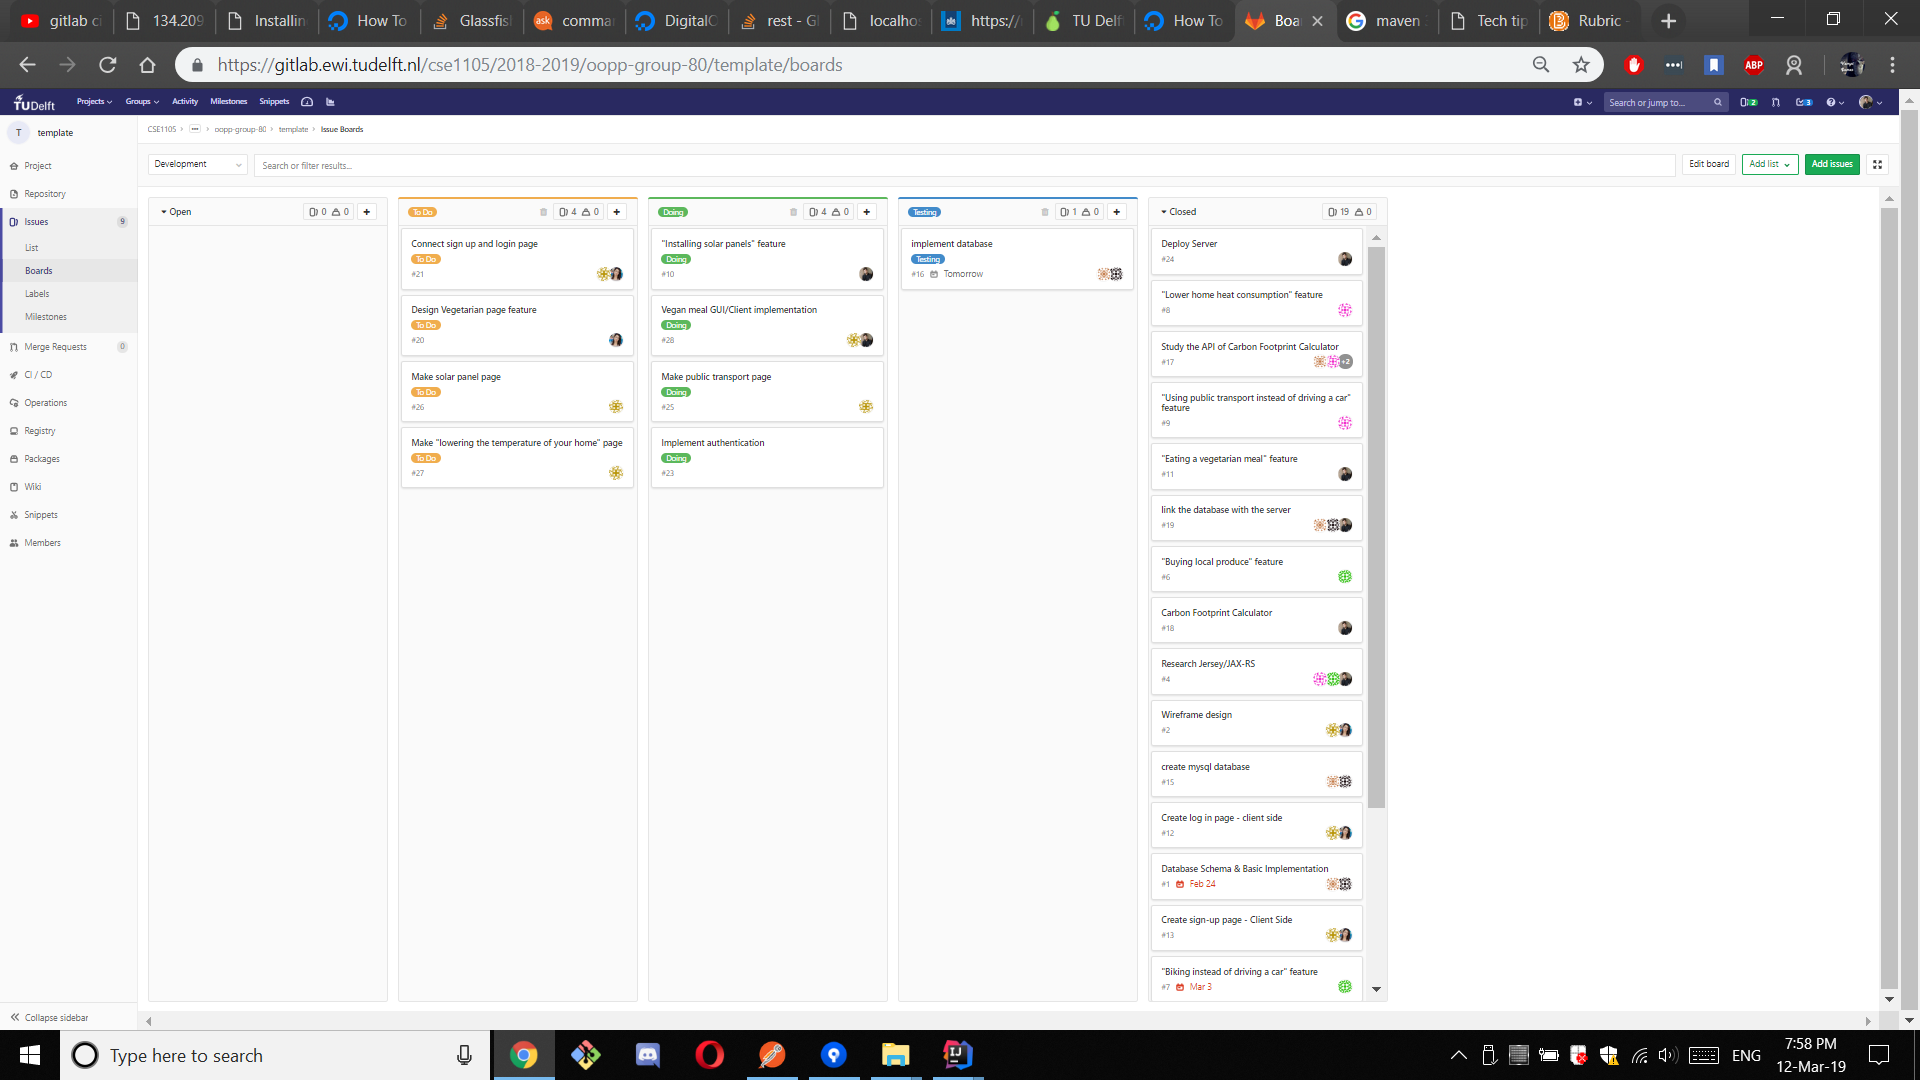 gitlab ci
134.209
Installin
How To
Glassfis
comma
DigitalO
rest - Gl
localhos
https://
TU Delft
How To
Boa
maven
Tech tip
Rubric -
https://gitlab.ewi.tudelft.nl/cse1105/2018-2019/oopp-group-80/template/boards
ABP
TUDelft
Projects
Groups
Activity
Milestones
Snippets
Search or jump to...
2
3
T
template
CSE1105 › ••• › oopp-group-80 › template › Issue Boards
Project
Repository
Issues 9
List
Boards
Labels
Milestones
Merge Requests 0
CI / CD
Operations
Registry
Packages
Wiki
Snippets
Members
Collapse sidebar
Development
Search or filter results...
Edit board
Add list
Add issues
Open 0 0 +
To Do 4 0 +
Connect sign up and login page
To Do
#21
Design Vegetarian page feature
To Do
#20
Make solar panel page
To Do
#26
Make "lowering the temperature of your home" page
To Do
#27
Doing 4 0 +
"Installing solar panels" feature
Doing
#10
Vegan meal GUI/Client implementation
Doing
#28
Make public transport page
Doing
#25
Implement authentication
Doing
#23
Testing 1 0 +
implement database
Testing
#16 Tomorrow
Closed 19 0
Deploy Server
#24
"Lower home heat consumption" feature
#8
Study the API of Carbon Footprint Calculator
#17
+2
"Using public transport instead of driving a car"
feature
#9
"Eating a vegetarian meal" feature
#11
link the database with the server
#19
"Buying local produce" feature
#6
Carbon Footprint Calculator
#18
Research Jersey/JAX-RS
#4
Wireframe design
#2
create mysql database
#15
Create log in page - client side
#12
Database Schema & Basic Implementation
#1 Feb 24
Create sign-up page - Client Side
#13
"Biking instead of driving a car" feature
#7 Mar 3
Type here to search
ENG
7:58 PM
12-Mar-19